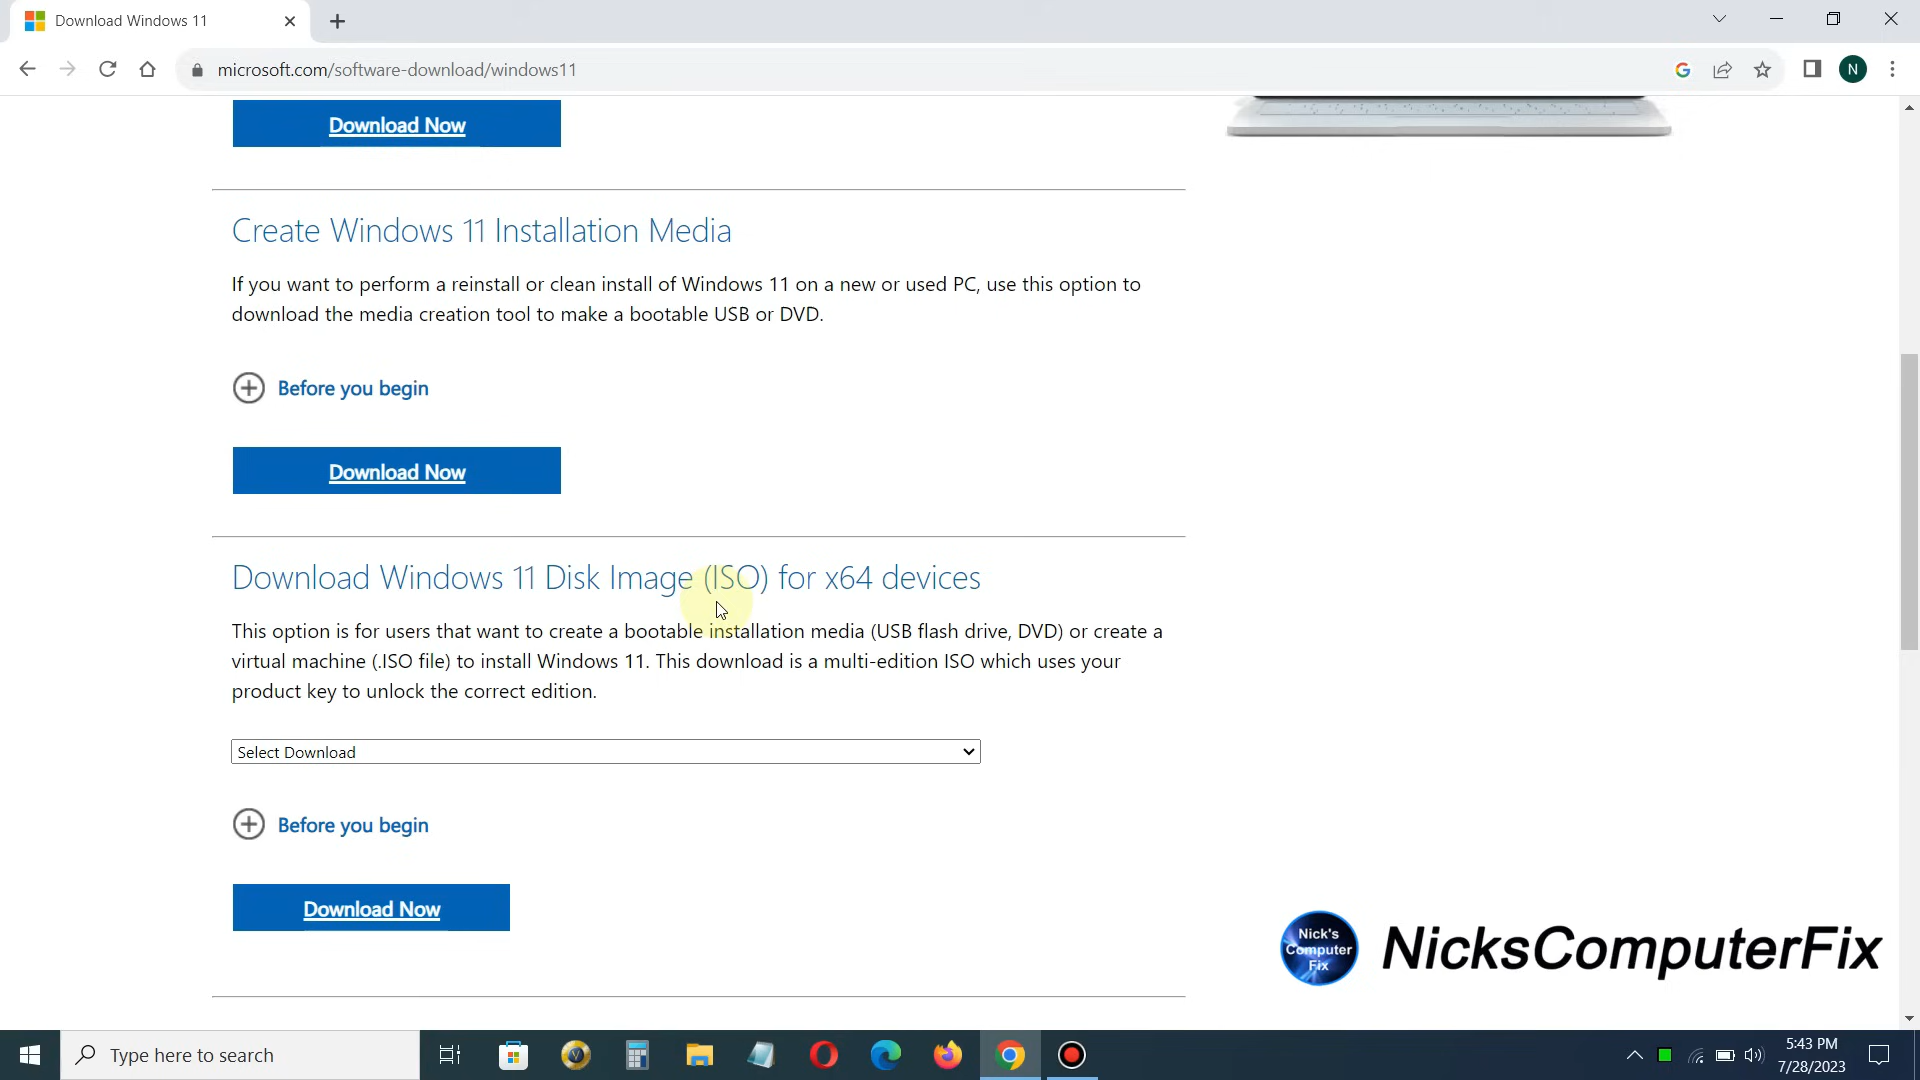 Download Windows 11
microsoft.com/software-download/windows11
N
Download Now
Create Windows 11 Installation Media
If you want to perform a reinstall or clean install of Windows 11 on a new or used PC, use this option to
download the media creation tool to make a bootable USB or DVD.
Before you begin
Download Now
Download Windows 11 Disk Image (ISO) for x64 devices
This option is for users that want to create a bootable installation media (USB flash drive, DVD) or create a
virtual machine (.ISO file) to install Windows 11. This download is a multi-edition ISO which uses your
product key to unlock the correct edition.
Select Download
Before you begin
Download Now
Nick's
Computer
Fix
NicksComputerFix
Type here to search
5:43 PM
7/28/2023